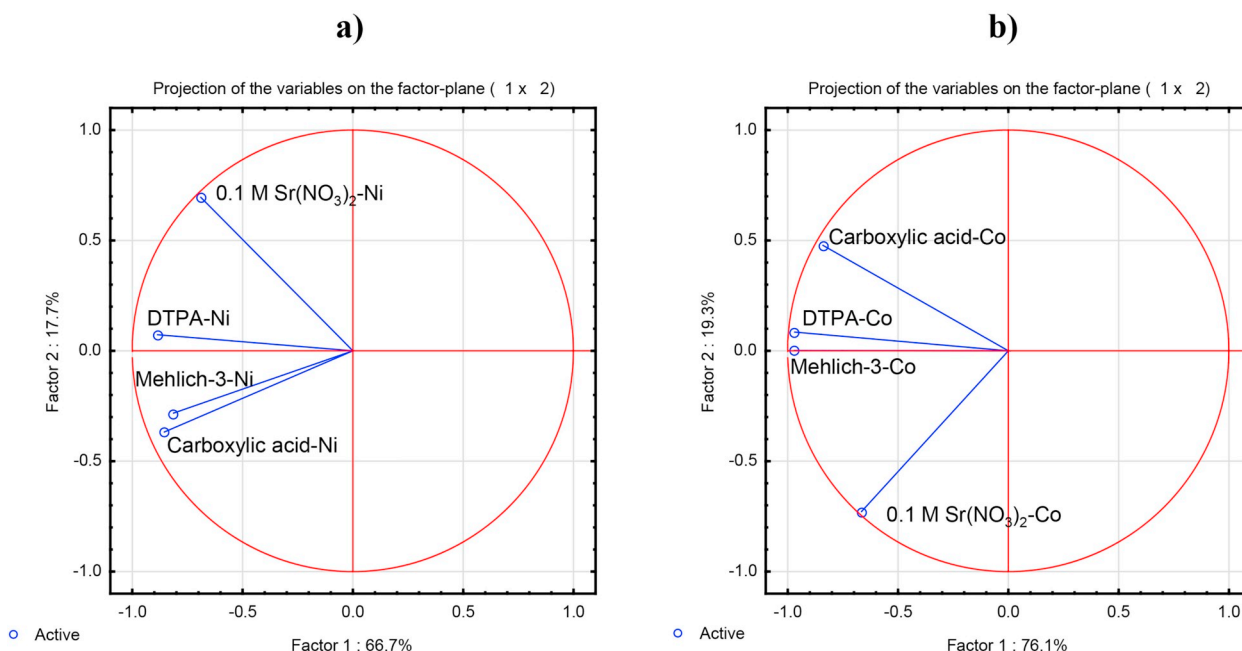 a)
Projection of the variables on the factor-plane ( 1 x 2)
1.0
0.5
0.0
-0.5
-1.0
Factor 2 : 17.7%
0.1 M Sr(NO₃)₂-Ni
DTPA-Ni
Mehlich-3-Ni
Carboxylic acid-Ni
-1.0 -0.5 0.0 0.5 1.0
Factor 1 : 66.7%
Active
b)
Projection of the variables on the factor-plane ( 1 x 2)
1.0
0.5
0.0
-0.5
-1.0
Factor 2 : 19.3%
Carboxylic acid-Co
DTPA-Co
Mehlich-3-Co
0.1 M Sr(NO₃)₂-Co
-1.0 -0.5 0.0 0.5 1.0
Factor 1 : 76.1%
Active